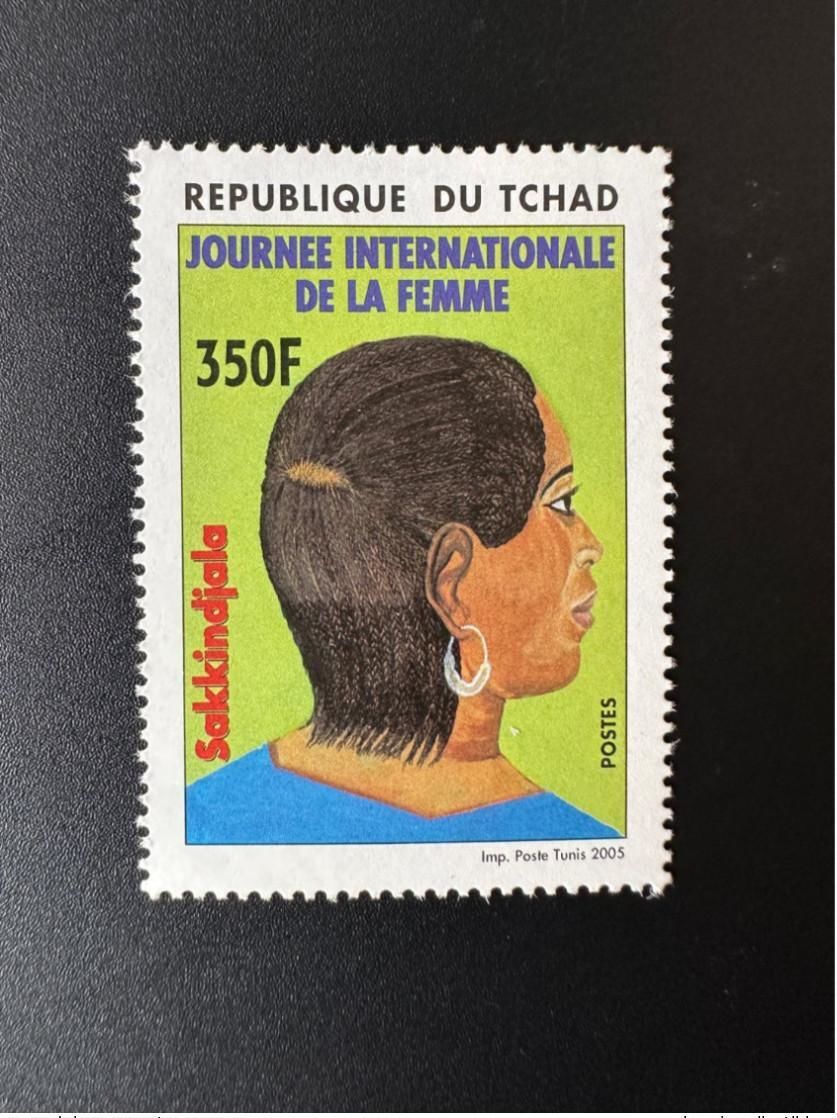 REPUBLIQUE DU TCHAD
JOURNEE INTERNATIONALE
DE LA FEMME
350F
Sakkindjala
POSTES
Imp. Poste Tunis 2005